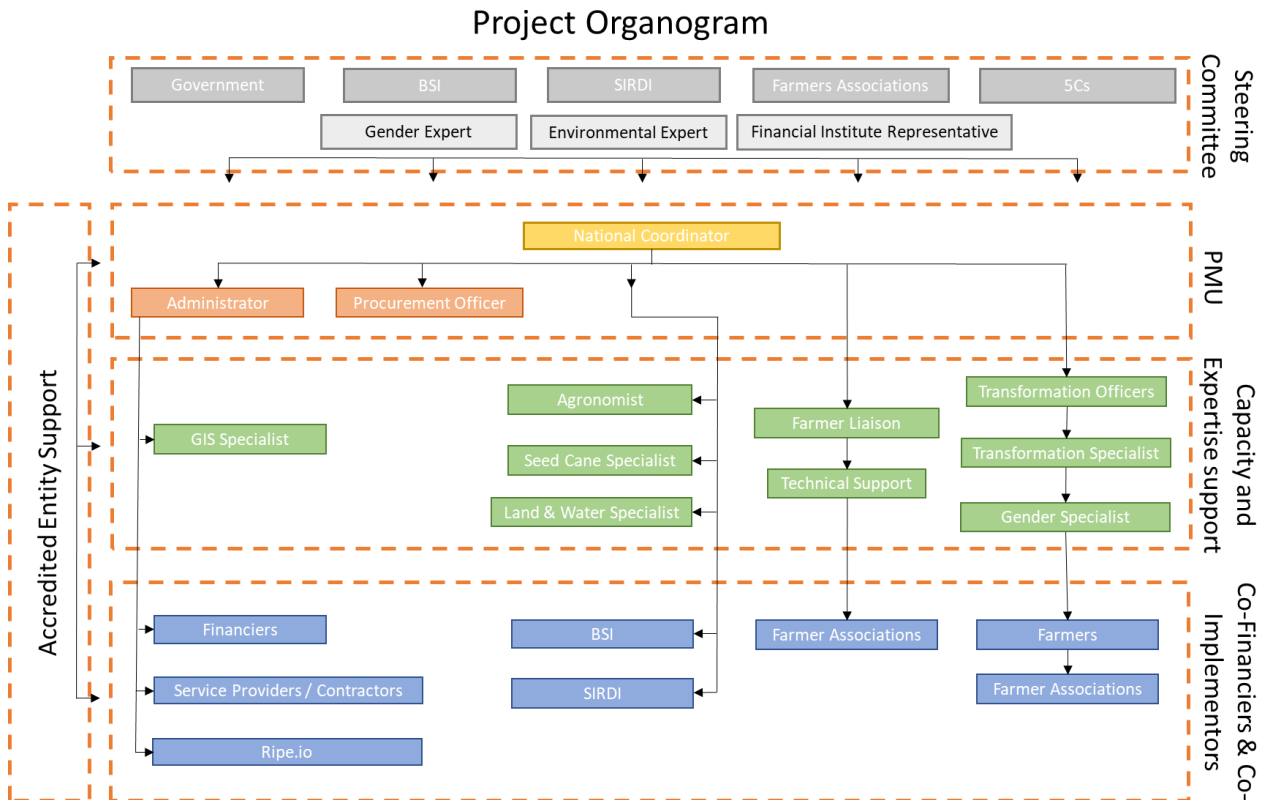 Project Organogram
Government
BSI
SIRDI
Farmers Associations
5Cs
Gender Expert
Environmental Expert
Financial Institute Representative
Steering
Committee
National Coordinator
Administrator
Procurement Officer
PMU
Accredited Entity Support
Agronomist
Transformation Officers
Farmer Liaison
GIS Specialist
Seed Cane Specialist
Transformation Specialist
Technical Support
Land & Water Specialist
Gender Specialist
Capacity and
Expertise support
Financiers
BSI
Farmer Associations
Farmers
Service Providers / Contractors
SIRDI
Farmer Associations
Ripe.io
Co-Financiers & Co-
Implementors